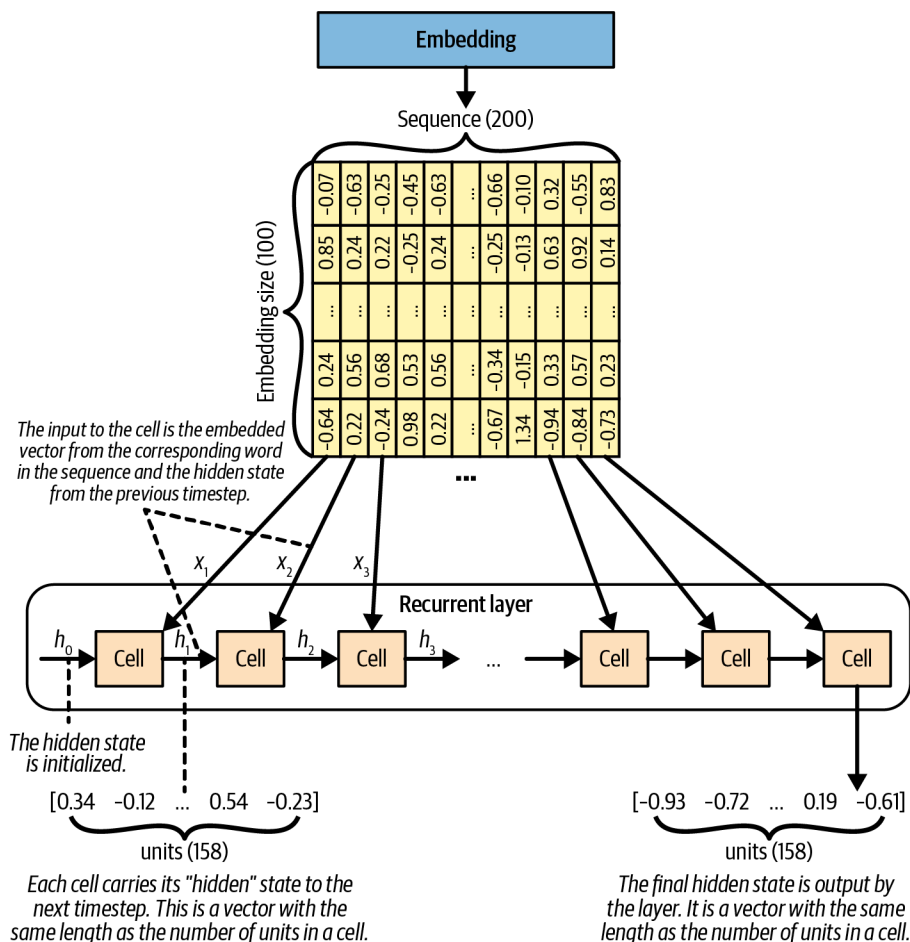 Embedding
Sequence (200)
Embedding size (100)
-0.07 -0.63 -0.25 -0.45 -0.63 ... -0.66 -0.10 0.32 -0.55 0.83
0.85 0.24 0.22 -0.25 0.24 ... -0.25 -0.13 0.63 0.92 0.14
... ... ... ... ... ... ... ... ... ... ...
0.24 0.56 0.68 0.53 0.56 ... -0.34 -0.15 0.33 0.57 0.23
-0.64 0.22 -0.24 0.98 0.22 ... -0.67 1.34 -0.94 -0.84 -0.73
...
The input to the cell is the embedded
vector from the corresponding word
in the sequence and the hidden state
from the previous timestep.
x₁ x₂ x₃
Recurrent layer
h₀ Cell h₁ Cell h₂ Cell h₃ ... Cell Cell Cell
The hidden state
is initialized.
[0.34 -0.12 ... 0.54 -0.23]
units (158)
Each cell carries its "hidden" state to the
next timestep. This is a vector with the
same length as the number of units in a cell.
[-0.93 -0.72 ... 0.19 -0.61]
units (158)
The final hidden state is output by
the layer. It is a vector with the same
length as the number of units in a cell.